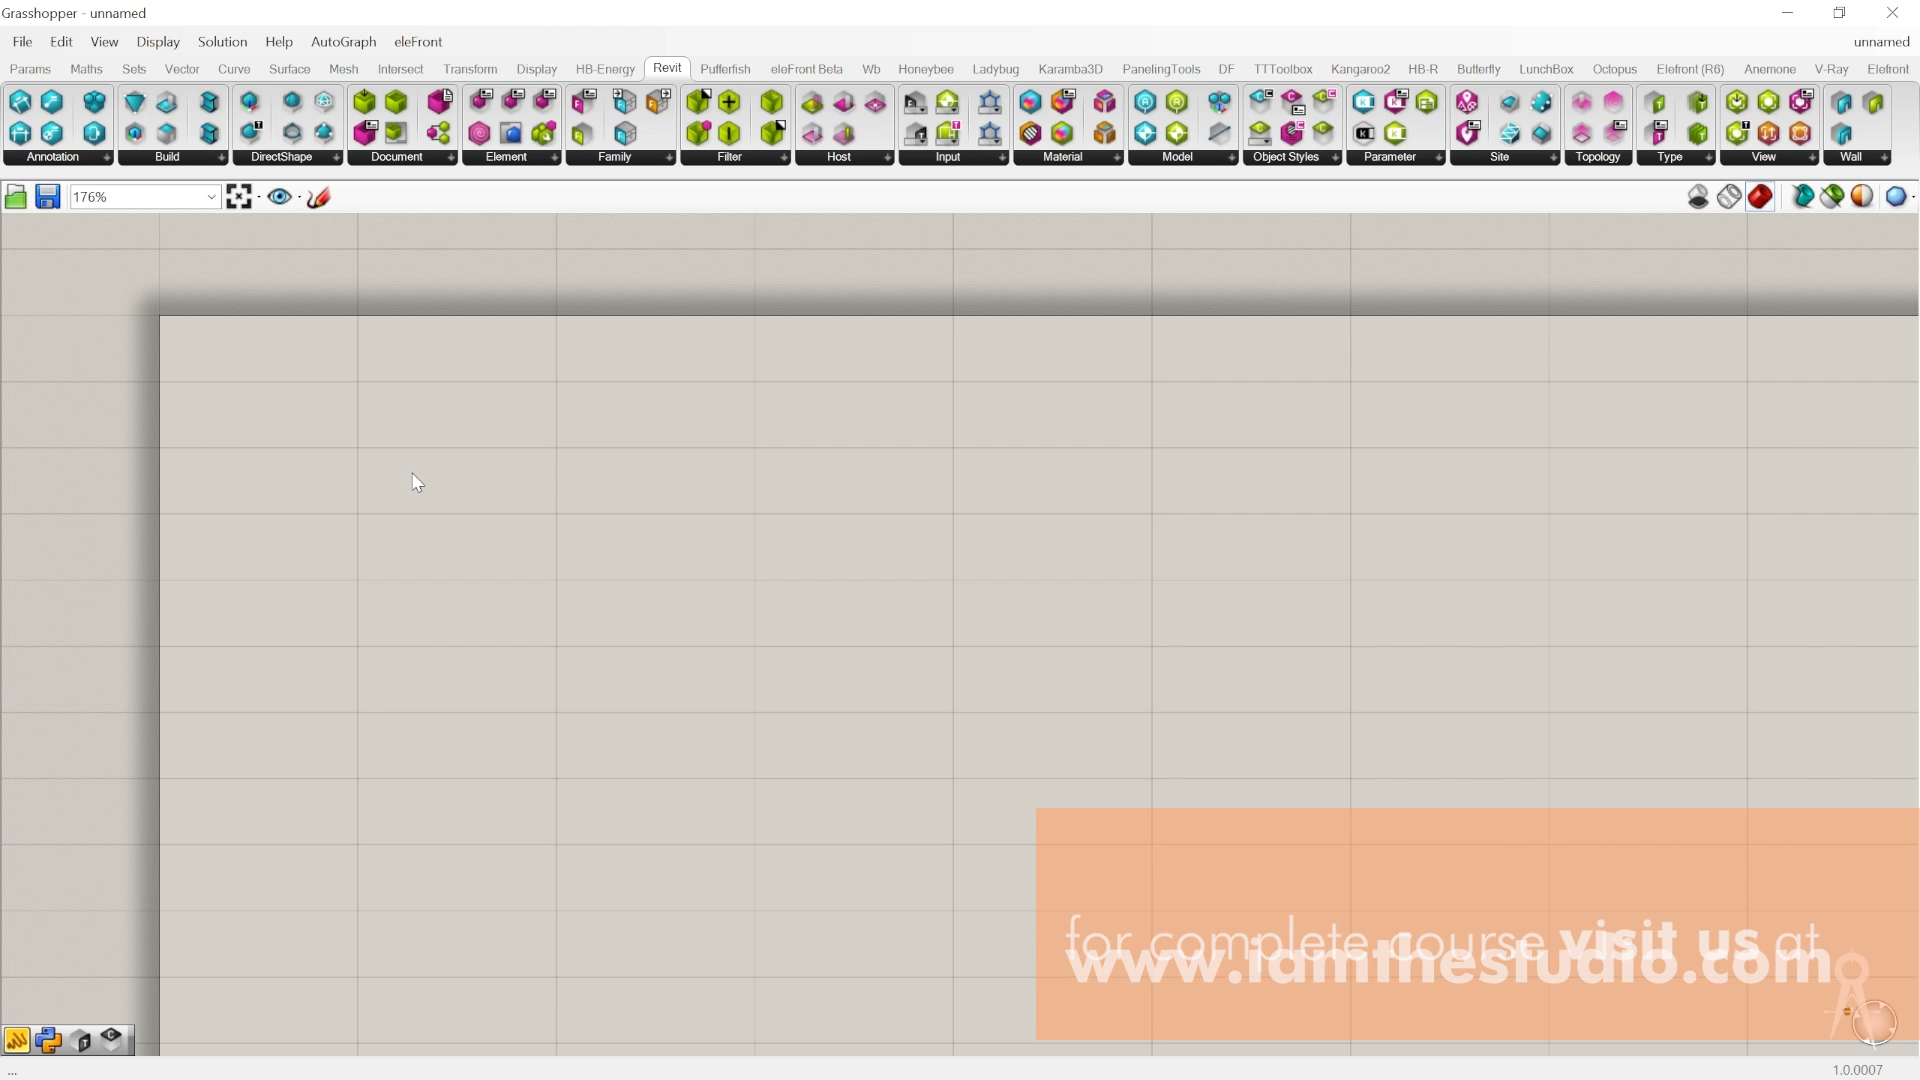 Grasshopper - unnamed
File Edit View Display Solution Help AutoGraph eleFront unnamed
Params Maths Sets Vector Curve Surface Mesh Intersect Transform Display HB-Energy Revit Pufferfish eleFront Beta Wb Honeybee Ladybug Karamba3D PanelingTools DF TTToolbox Kangaroo2 HB-R Butterfly LunchBox Octopus Elefront (R6) Anemone V-Ray Elefront
Annotation Build DirectShape Document Element Family Filter Host Input Material Model Object Styles Parameter Site Topology Type View Wall
176%
for complete course visit us at
www.iamthestudio.com
...
1.0.0007